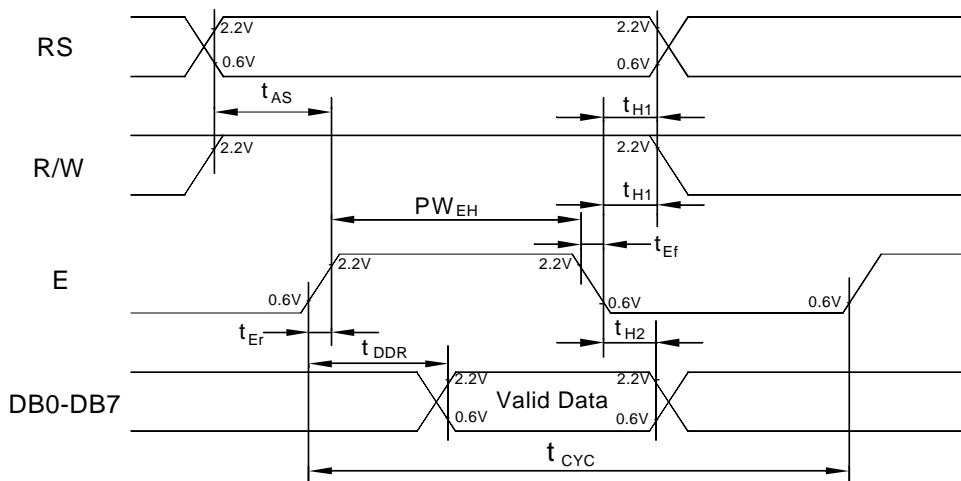 RS
2.2V
2.2V
0.6V
0.6V
tAS
tH1
R/W
2.2V
2.2V
tH1
PWEH
tEf
E
2.2V
2.2V
0.6V
0.6V
0.6V
tEr
tH2
tDDR
DB0-DB7
2.2V
Valid Data
2.2V
0.6V
0.6V
tCYC